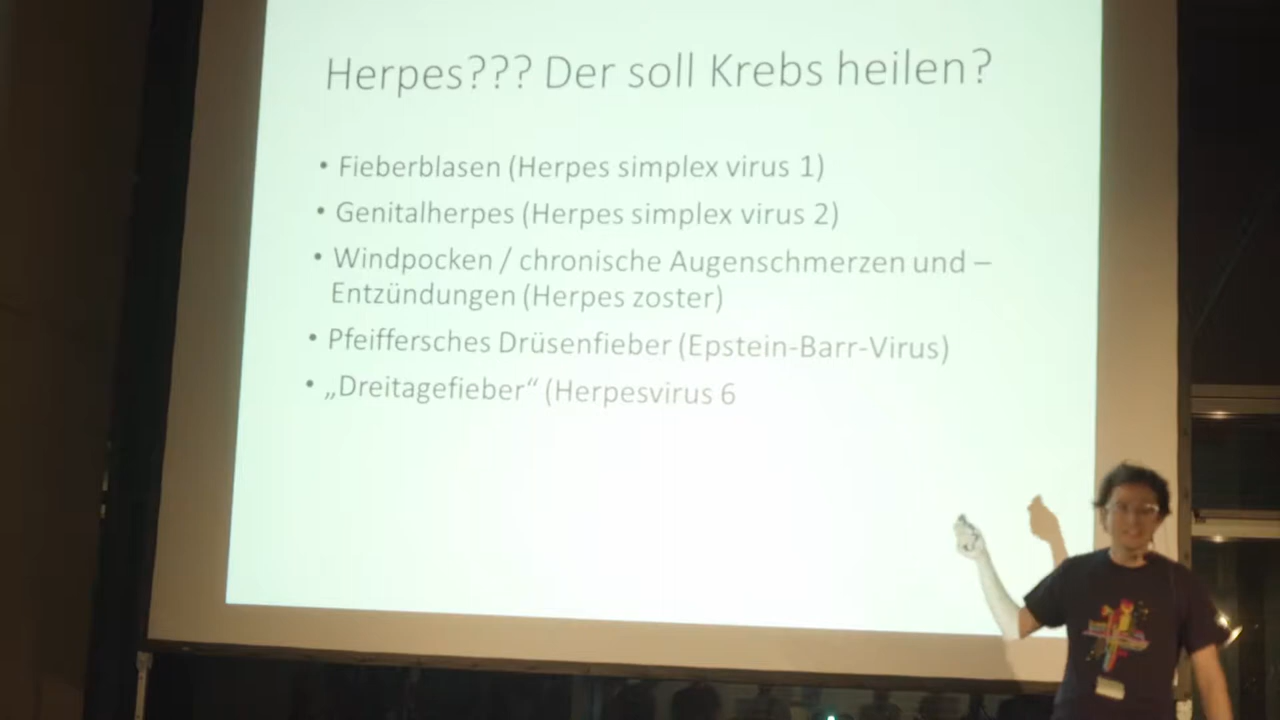 Herpes??? Der soll Krebs heilen?
• Fieberblasen (Herpes simplex virus 1)
• Genitalherpes (Herpes simplex virus 2)
• Windpocken / chronische Augenschmerzen und –
Entzündungen (Herpes zoster)
• Pfeiffersches Drüsenfieber (Epstein-Barr-Virus)
• „Dreitagefieber“ (Herpesvirus 6